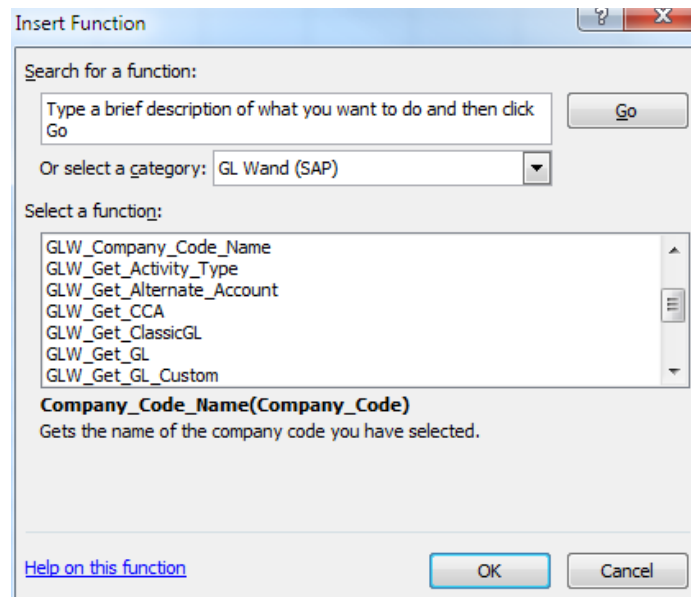 Insert Function
Search for a function:
Type a brief description of what you want to do and then click
Go
Go
Or select a category: GL Wand (SAP)
Select a function:
GLW_Company_Code_Name
GLW_Get_Activity_Type
GLW_Get_Alternate_Account
GLW_Get_CCA
GLW_Get_ClassicGL
GLW_Get_GL
GLW_Get_GL_Custom
Company_Code_Name(Company_Code)
Gets the name of the company code you have selected.
Help on this function
OK
Cancel